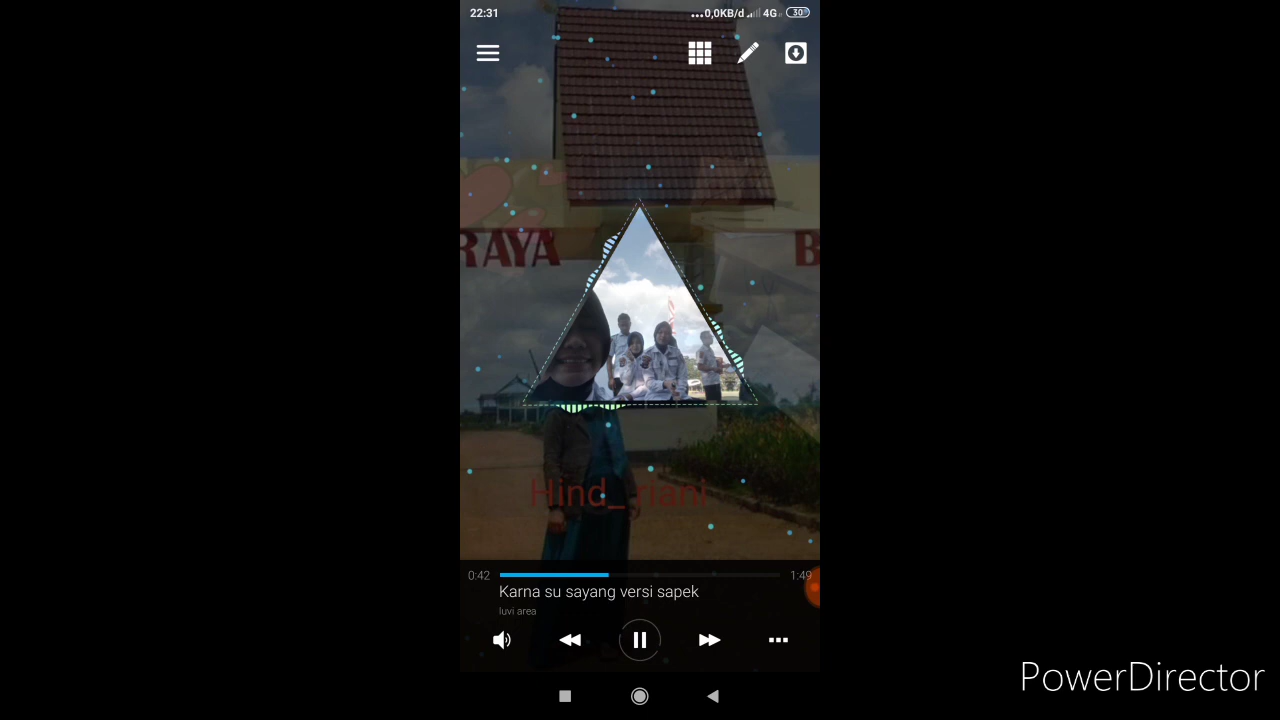 22:31
...0,0KB/d 4G 30
RAYA B
Hind_riani
0:42 1:49
Karna su sayang versi sapek
luvi area
PowerDirector